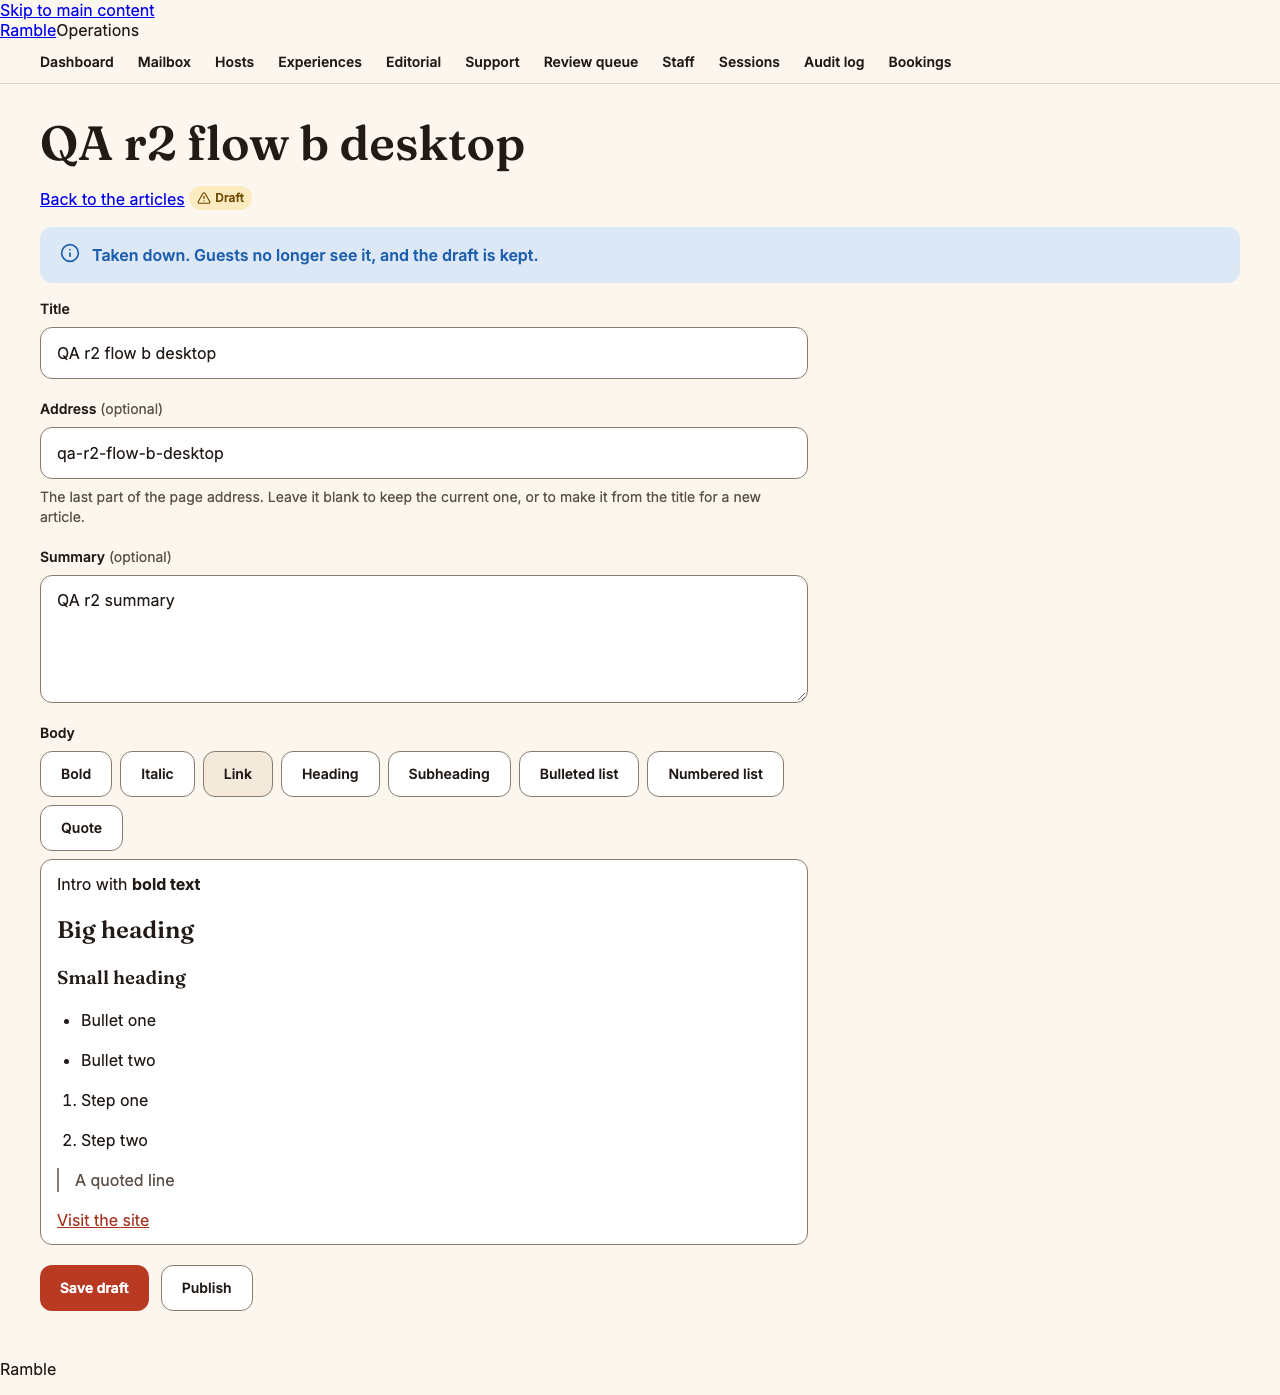 Skip to main content
RambleOperations
Dashboard Mailbox Hosts Experiences Editorial Support Review queue Staff Sessions Audit log Bookings
QA r2 flow b desktop
Back to the articles Draft
Taken down. Guests no longer see it, and the draft is kept.
Title
QA r2 flow b desktop
Address (optional)
qa-r2-flow-b-desktop
The last part of the page address. Leave it blank to keep the current one, or to make it from the title for a new
article.
Summary (optional)
QA r2 summary
Body
Bold Italic Link Heading Subheading Bulleted list Numbered list
Quote
Intro with bold text
Big heading
Small heading
• Bullet one
• Bullet two
1. Step one
2. Step two
A quoted line
Visit the site
Save draft Publish
Ramble